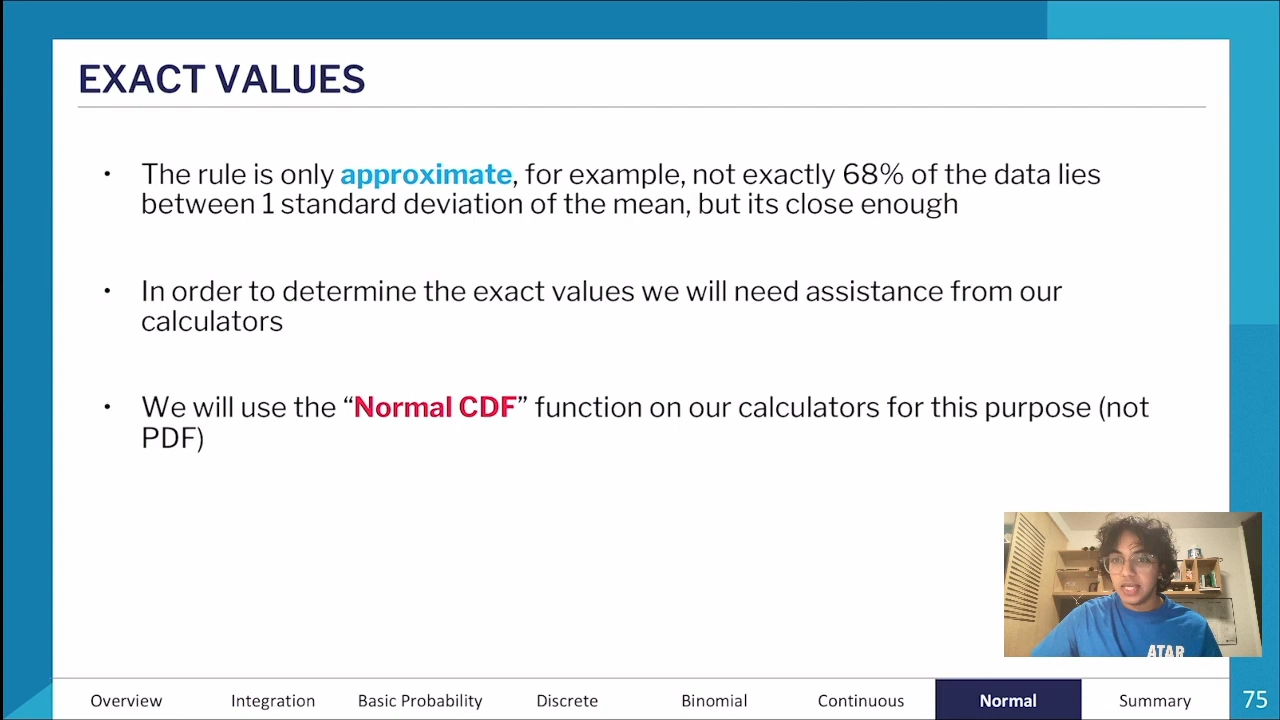 EXACT VALUES
• The rule is only approximate, for example, not exactly 68% of the data lies
between 1 standard deviation of the mean, but its close enough
• In order to determine the exact values we will need assistance from our
calculators
• We will use the “Normal CDF” function on our calculators for this purpose (not
PDF)
ATAR
Overview Integration Basic Probability Discrete Binomial Continuous Normal Summary 75